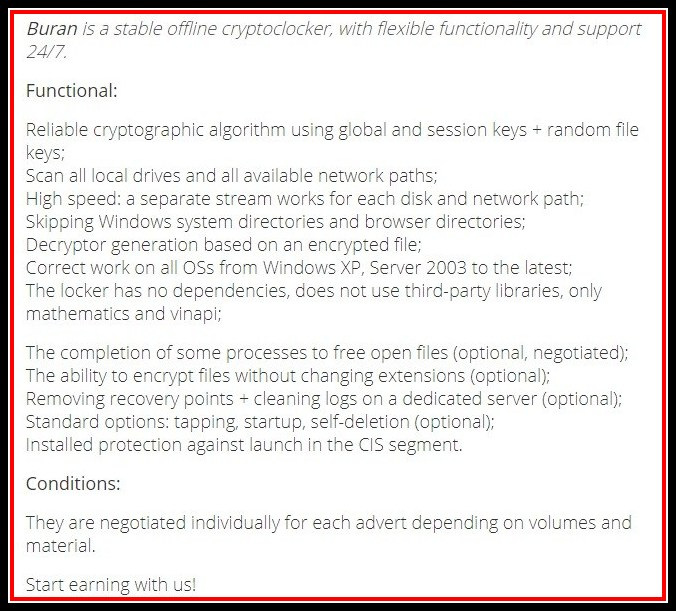 Buran is a stable offline cryptoclocker, with flexible functionality and support
24/7.
Functional:
Reliable cryptographic algorithm using global and session keys + random file
keys;
Scan all local drives and all available network paths;
High speed: a separate stream works for each disk and network path;
Skipping Windows system directories and browser directories;
Decryptor generation based on an encrypted file;
Correct work on all OSs from Windows XP, Server 2003 to the latest;
The locker has no dependencies, does not use third-party libraries, only
mathematics and vinapi;
The completion of some processes to free open files (optional, negotiated);
The ability to encrypt files without changing extensions (optional);
Removing recovery points + cleaning logs on a dedicated server (optional);
Standard options: tapping, startup, self-deletion (optional);
Installed protection against launch in the CIS segment.
Conditions:
They are negotiated individually for each advert depending on volumes and
material.
Start earning with us!